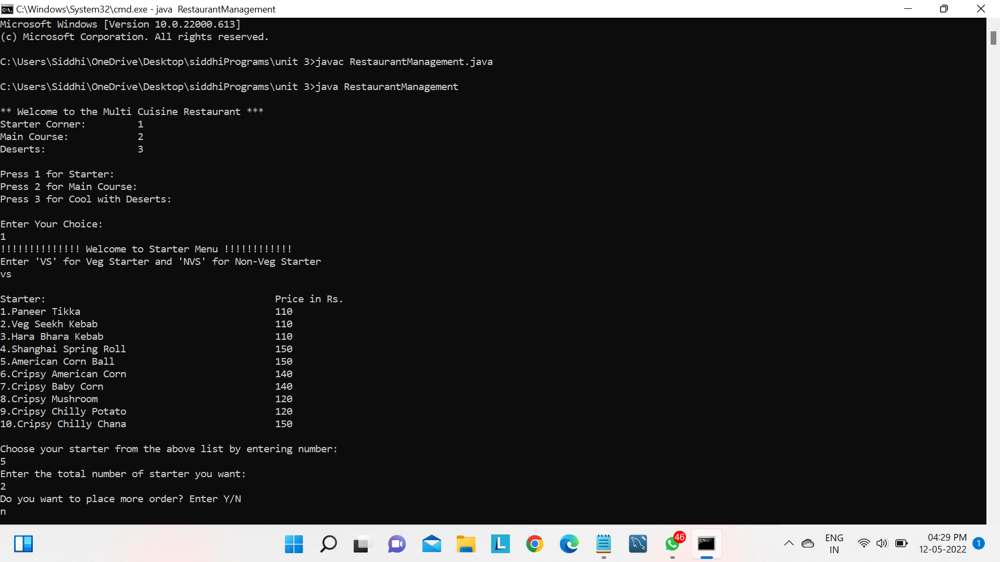 C:\Windows\System32\cmd.exe - java  RestaurantManagement
Microsoft Windows [Version 10.0.22000.613]
(c) Microsoft Corporation. All rights reserved.
C:\Users\Siddhi\OneDrive\Desktop\siddhiPrograms\unit 3>javac RestaurantManagement.java
C:\Users\Siddhi\OneDrive\Desktop\siddhiPrograms\unit 3>java RestaurantManagement
** Welcome to the Multi Cuisine Restaurant ***
Starter Corner: 1
Main Course: 2
Deserts: 3
Press 1 for Starter:
Press 2 for Main Course:
Press 3 for Cool with Deserts:
Enter Your Choice:
1
!!!!!!!!!!!!!! Welcome to Starter Menu !!!!!!!!!!!!
Enter 'VS' for Veg Starter and 'NVS' for Non-Veg Starter
vs
Starter: Price in Rs.
1.Paneer Tikka 110
2.Veg Seekh Kebab 110
3.Hara Bhara Kebab 110
4.Shanghai Spring Roll 150
5.American Corn Ball 150
6.Cripsy American Corn 140
7.Cripsy Baby Corn 140
8.Cripsy Mushroom 120
9.Cripsy Chilly Potato 120
10.Cripsy Chilly Chana 150
Choose your starter from the above list by entering number:
5
Enter the total number of starter you want:
2
Do you want to place more order? Enter Y/N
n
L
46
ENG
IN
04:29 PM
12-05-2022
1